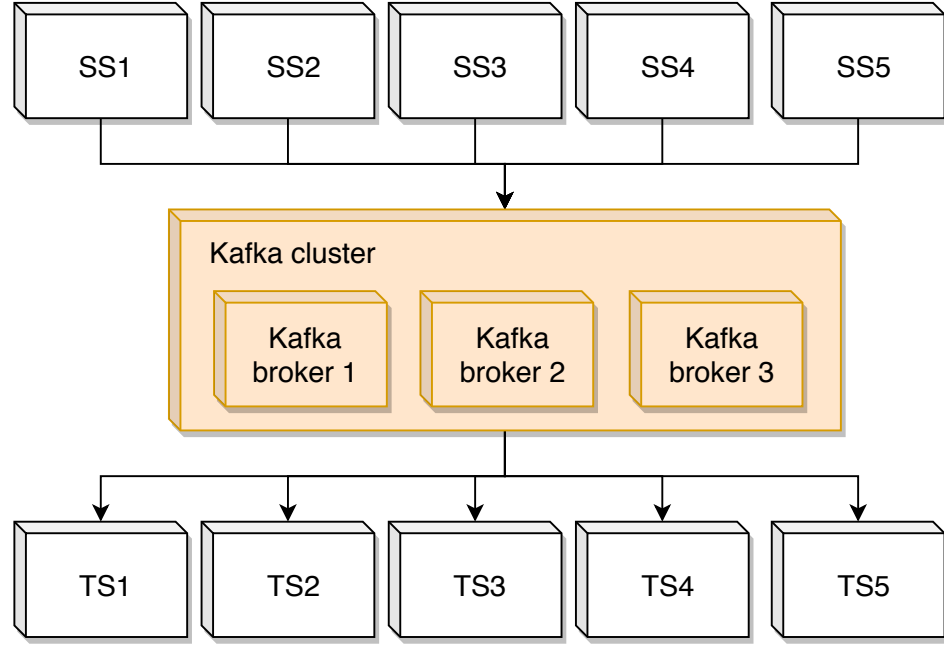 SS1
SS2
SS3
SS4
SS5
Kafka cluster
Kafka
broker 1
Kafka
broker 2
Kafka
broker 3
TS1
TS2
TS3
TS4
TS5